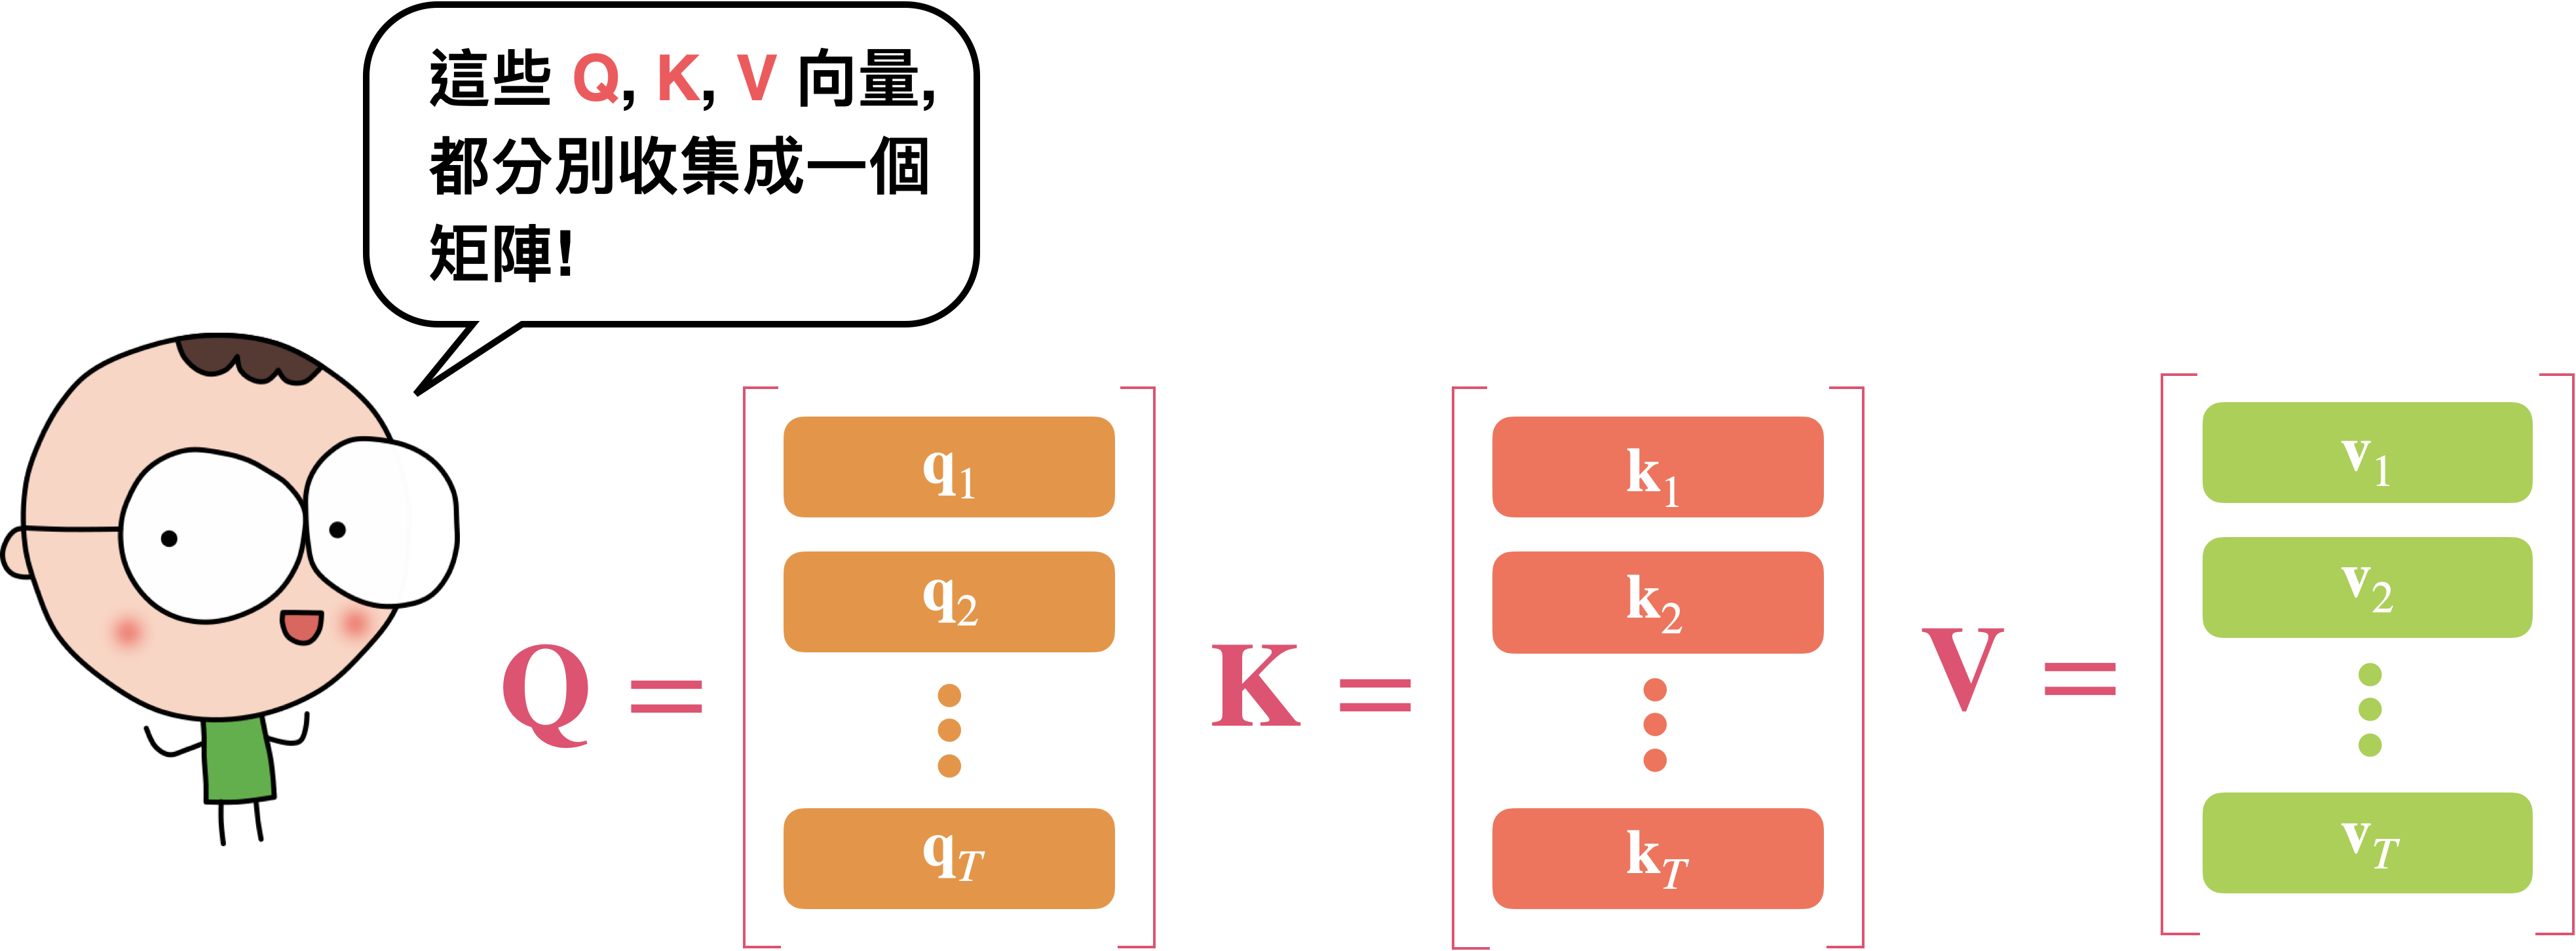 這些 Q, K, V 向量,
都分別收集成一個
矩陣!
Q =
q1
q2
qT
K =
k1
k2
kT
V =
v1
v2
vT